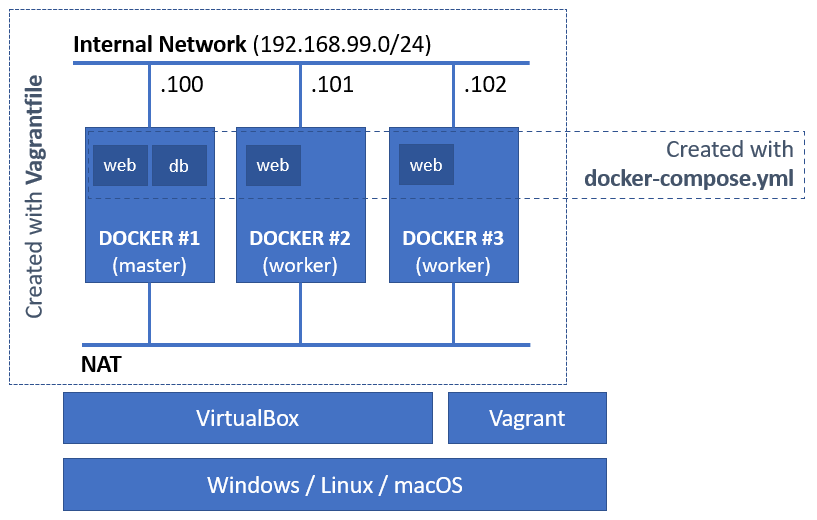 Internal Network (192.168.99.0/24)
.100
.101
.102
Created with Vagrantfile
web
db
web
web
Created with
docker-compose.yml
DOCKER #1
(master)
DOCKER #2
(worker)
DOCKER #3
(worker)
NAT
VirtualBox
Vagrant
Windows / Linux / macOS